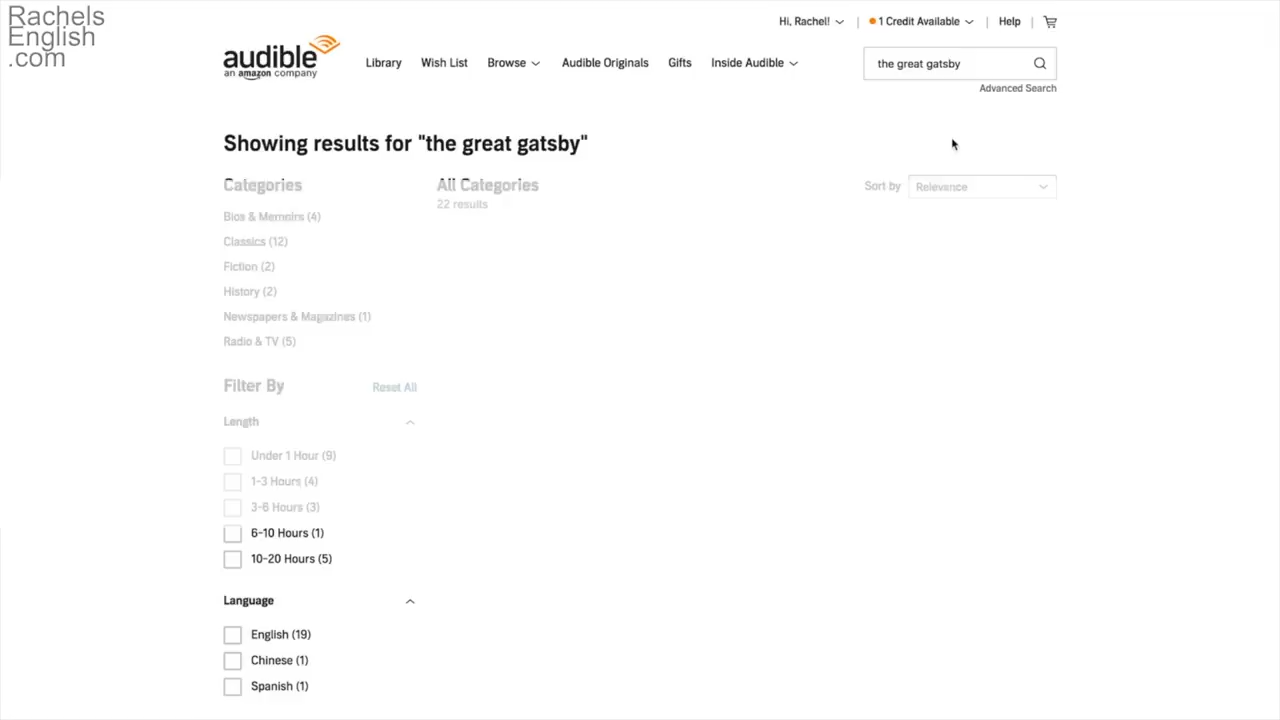 Rachels
English
.com
Hi, Rachel! | 1 Credit Available | Help |
audible
an amazon company
Library Wish List Browse Audible Originals Gifts Inside Audible
the great gatsby
Advanced Search
Showing results for "the great gatsby"
Categories
Bios & Memoirs (4)
Classics (12)
Fiction (2)
History (2)
Newspapers & Magazines (1)
Radio & TV (5)
All Categories
22 results
Sort by Relevance
Filter By Reset All
Length
Under 1 Hour (9)
1-3 Hours (4)
3-6 Hours (3)
6-10 Hours (1)
10-20 Hours (5)
Language
English (19)
Chinese (1)
Spanish (1)